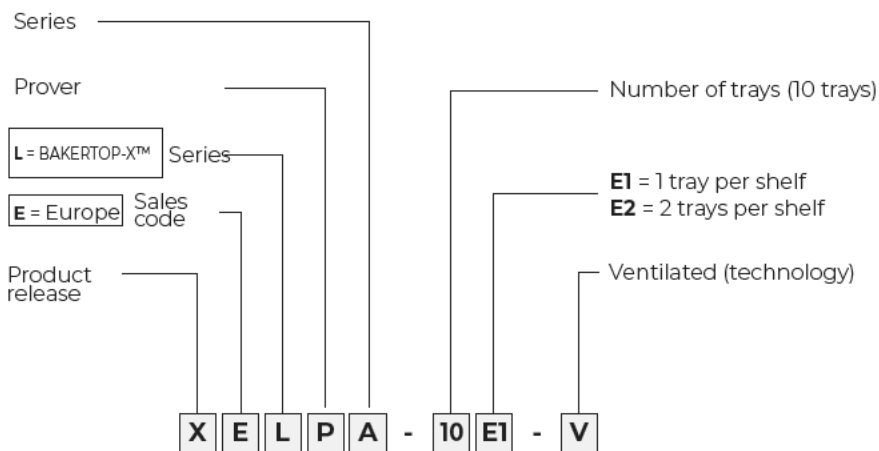 Series
Prover
Number of trays (10 trays)
L = BAKERTOP-X™ Series
E1 = 1 tray per shelf
E2 = 2 trays per shelf
E = Europe Sales
code
Product
release
Ventilated (technology)
X E L P A - 10 E1 - V